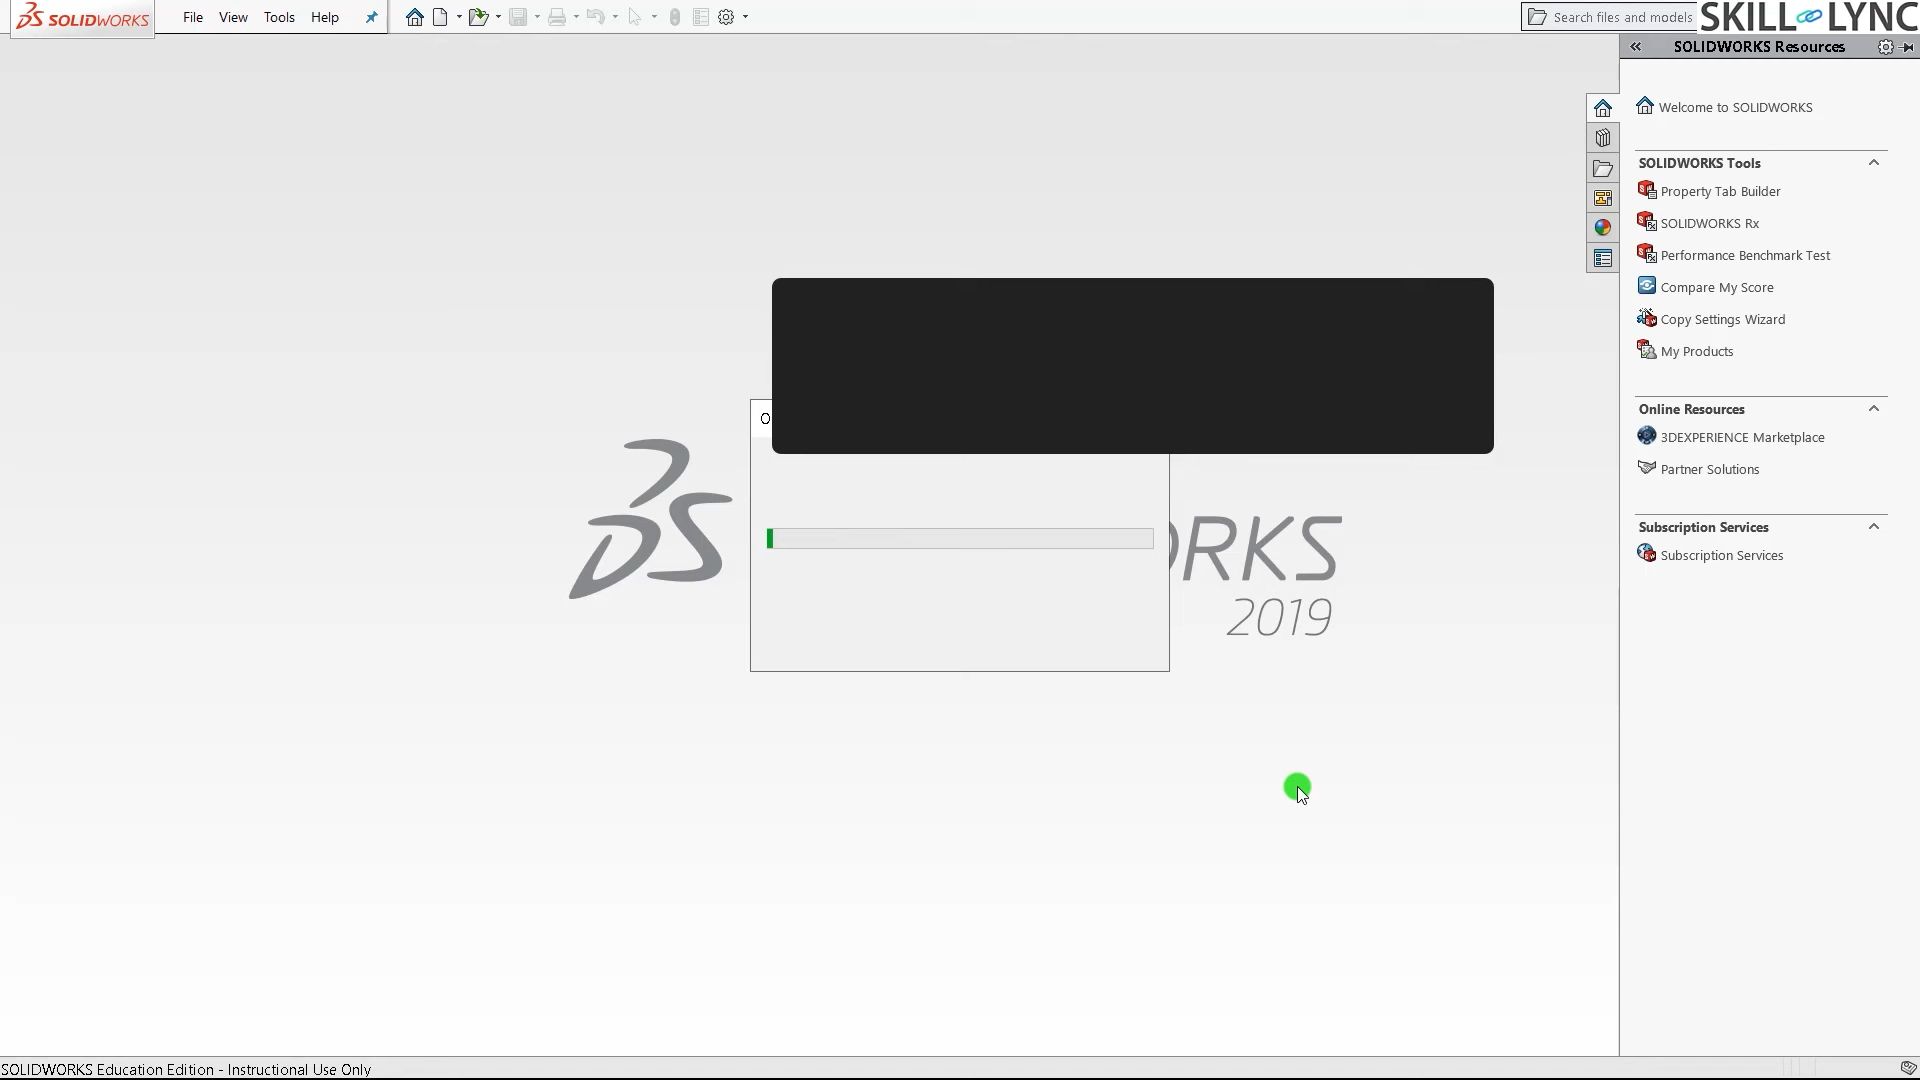 SOLIDWORKS
File View Tools Help
Search files and models
SKILL LYNC
SOLIDWORKS Resources
Welcome to SOLIDWORKS
SOLIDWORKS Tools
Property Tab Builder
SOLIDWORKS Rx
Performance Benchmark Test
Compare My Score
Copy Settings Wizard
My Products
Online Resources
3DEXPERIENCE Marketplace
Partner Solutions
Subscription Services
Subscription Services
2019
SOLIDWORKS Education Edition - Instructional Use Only